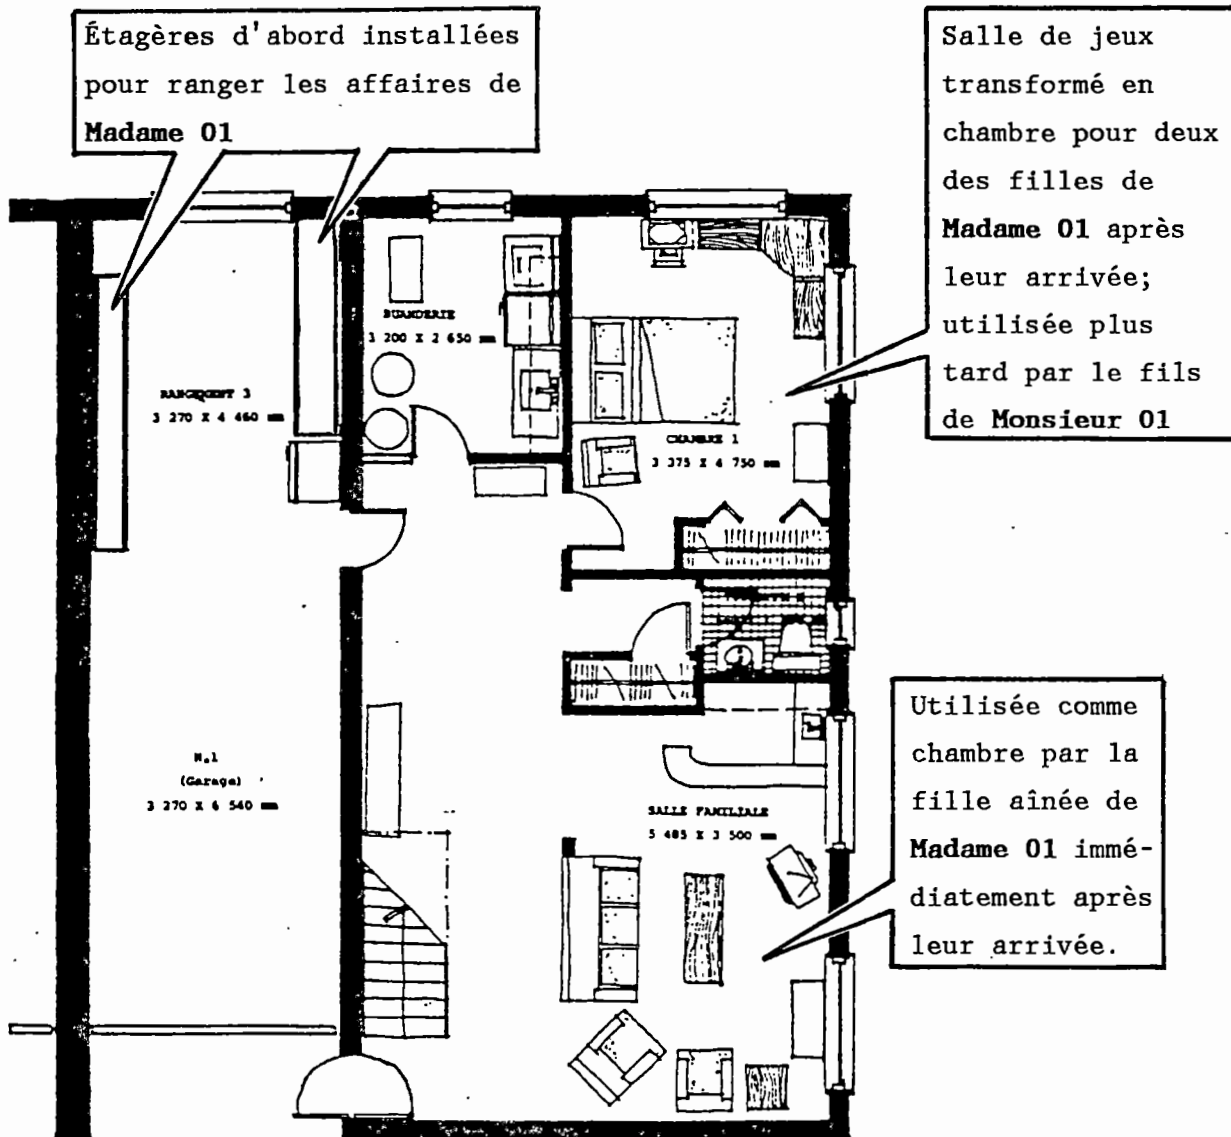 Étagères d'abord installées
pour ranger les affaires de
Madame 01
Salle de jeux
transformé en
chambre pour deux
des filles de
Madame 01 après
leur arrivée;
utilisée plus
tard par le fils
de Monsieur 01
BUANDERIE
3 200 X 2 650 mm
RANGEMENT 3
3 270 X 4 460 mm
CHAMBRE 1
3 375 X 4 750 mm
Utilisée comme
chambre par la
fille aînée de
Madame 01 immé-
diatement après
leur arrivée.
N.1
(Garage)
3 270 X 6 540 mm
SALLE FAMILIALE
5 485 X 3 500 mm